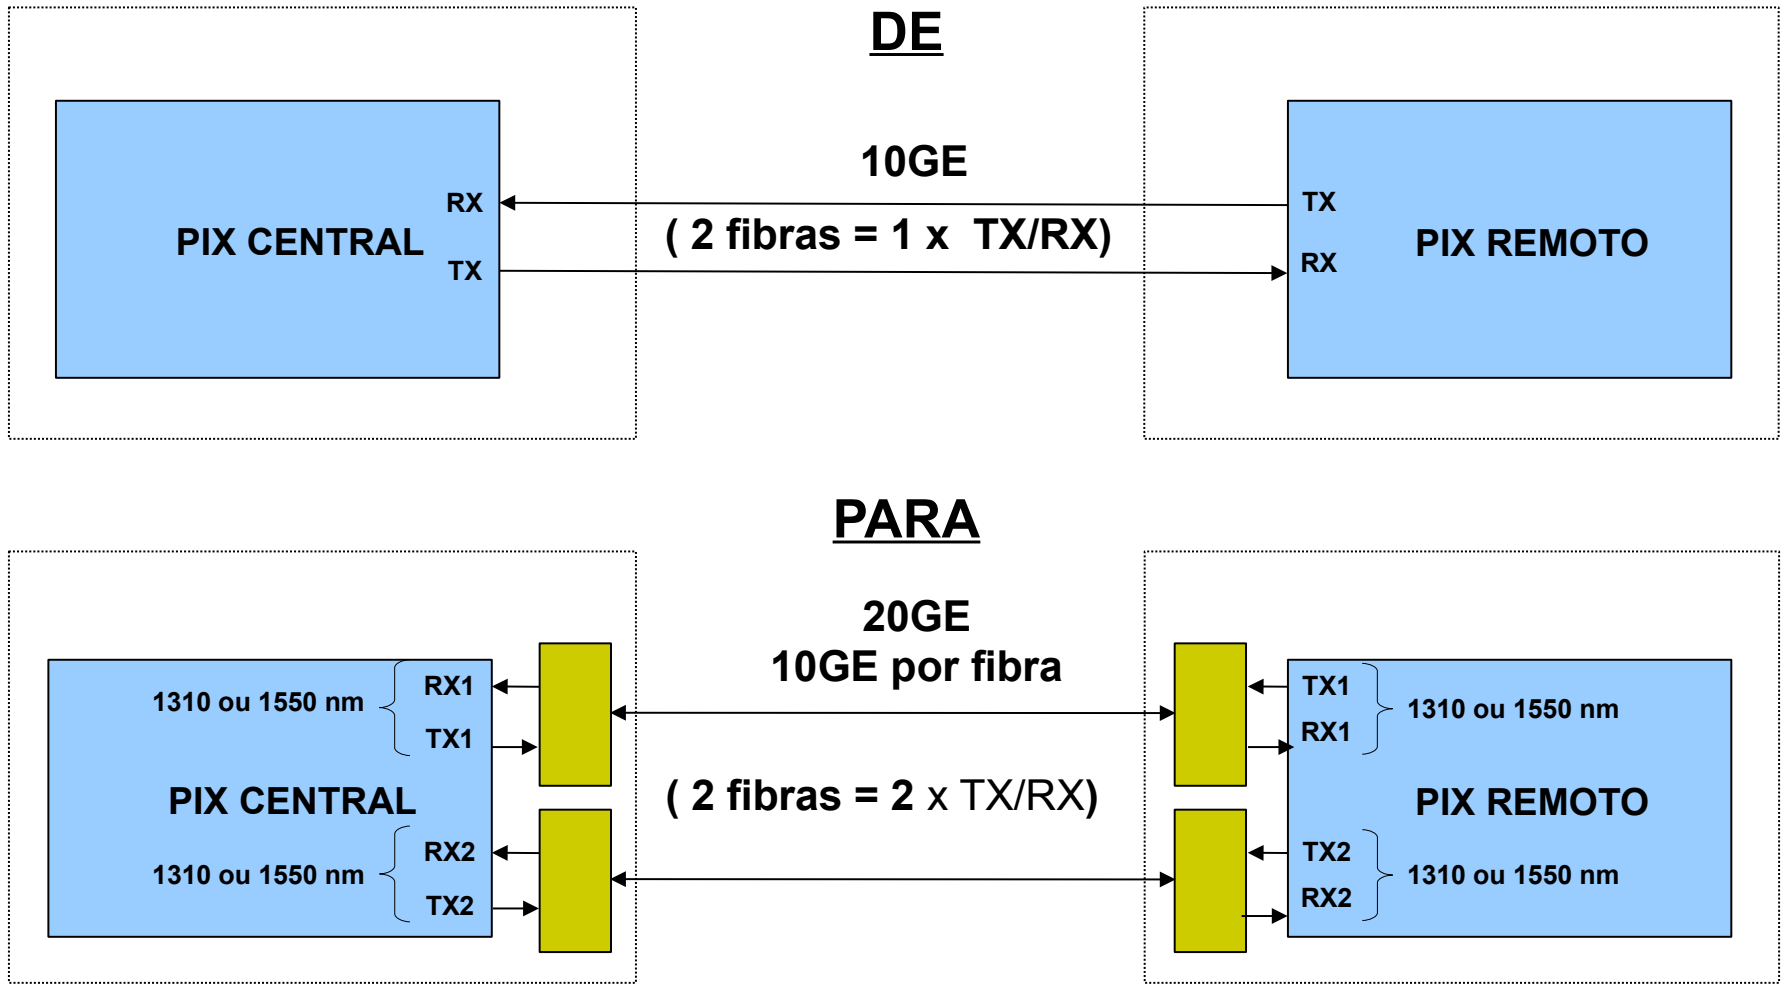 DE
10GE
( 2 fibras = 1 x TX/RX)
RX
PIX CENTRAL
TX
TX
PIX REMOTO
RX
PARA
20GE
10GE por fibra
( 2 fibras = 2 x TX/RX)
RX1
1310 ou 1550 nm
TX1
PIX CENTRAL
RX2
1310 ou 1550 nm
TX2
TX1
1310 ou 1550 nm
RX1
PIX REMOTO
TX2
1310 ou 1550 nm
RX2